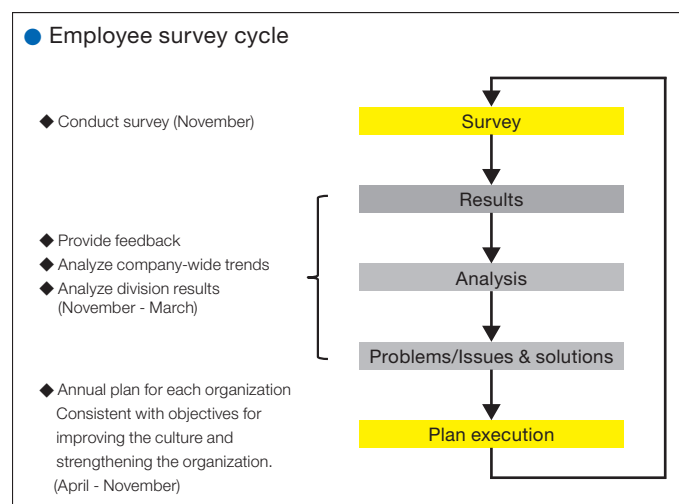 ● Employee survey cycle
◆ Conduct survey (November)
Survey
Results
◆ Provide feedback
◆ Analyze company-wide trends
◆ Analyze division results
(November - March)
Analysis
Problems/Issues & solutions
◆ Annual plan for each organization
Consistent with objectives for
improving the culture and
strengthening the organization.
(April - November)
Plan execution